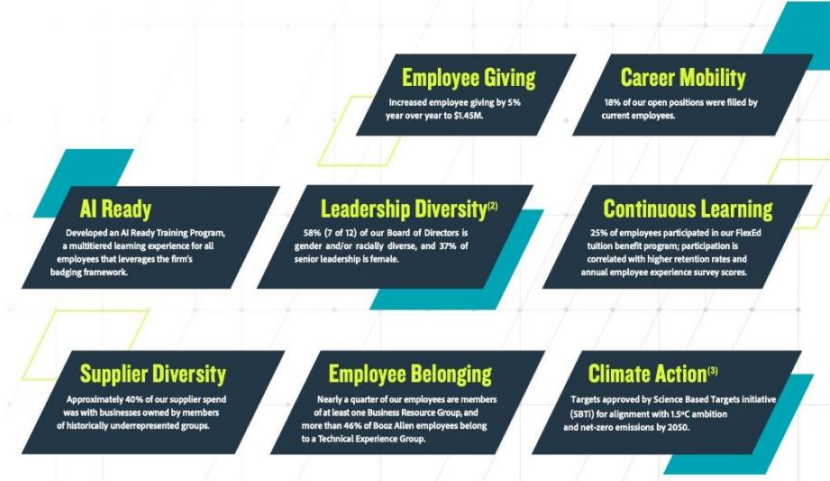 Employee Giving
Increased employee giving by 5%
year over year to $1.45M.
Career Mobility
18% of our open positions were filled by
current employees.
AI Ready
Developed an AI Ready Training Program,
a multitiered learning experience for all
employees that leverages the firm's
badging framework.
Leadership Diversity(2)
58% (7 of 12) of our Board of Directors is
gender and/or racially diverse, and 37% of
senior leadership is female.
Continuous Learning
25% of employees participated in our FlexEd
tuition benefit program; participation is
correlated with higher retention rates and
annual employee experience survey scores.
Supplier Diversity
Approximately 40% of our supplier spend
was with businesses owned by members
of historically underrepresented groups.
Employee Belonging
Nearly a quarter of our employees are members
of at least one Business Resource Group, and
more than 46% of Booz Allen employees belong
to a Technical Experience Group.
Climate Action(3)
Targets approved by Science Based Targets initiative
(SBTi) for alignment with 1.5°C ambition
and net-zero emissions by 2050.